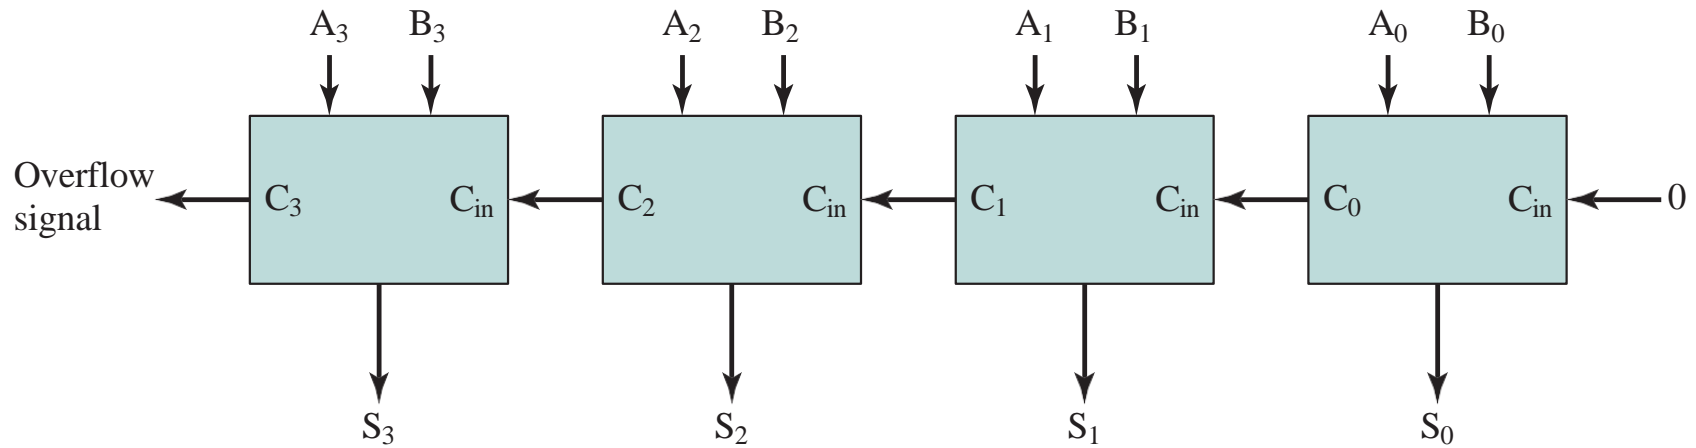 A₃ B₃ A₂ B₂ A₁ B₁ A₀ B₀
Overflow
signal
C₃ Cᵢₙ C₂ Cᵢₙ C₁ Cᵢₙ C₀ Cᵢₙ 0
S₃ S₂ S₁ S₀